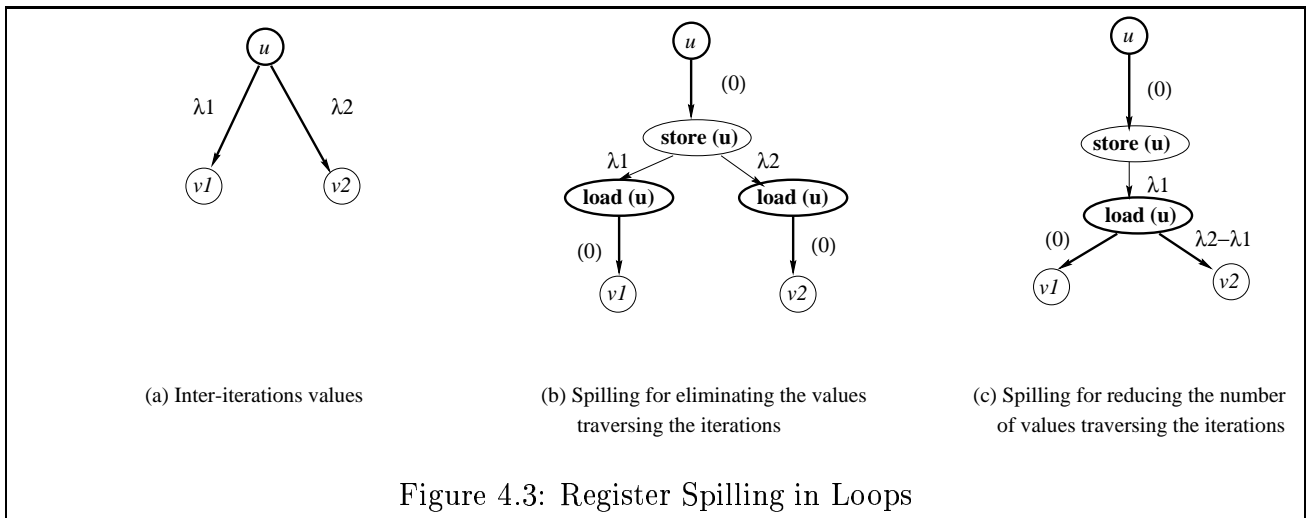 u
λ1
λ2
v1
v2
(a) Inter-iterations values
u
(0)
store (u)
λ1
λ2
load (u)
load (u)
(0)
(0)
v1
v2
(b) Spilling for eliminating the values
traversing the iterations
u
(0)
store (u)
λ1
load (u)
(0)
λ2−λ1
v1
v2
(c) Spilling for reducing the number
of values traversing the iterations
Figure 4.3: Register Spilling in Loops